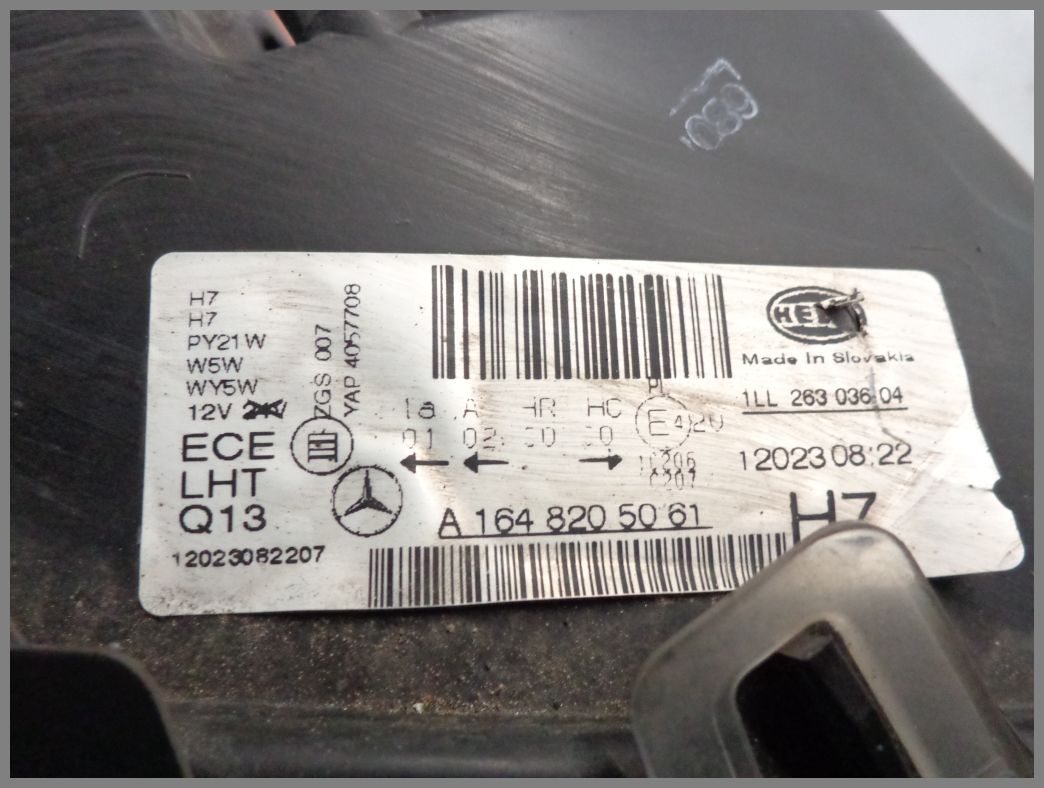 H7
H7
PY21W
W5W
WY5W
12V 24V
ECE
LHT
Q13
12023082207
ZGS 007
YAP 4057708
A 164 820 50 61
Made In Slovakia
1LL 263 036-04
12023 08:22
H7